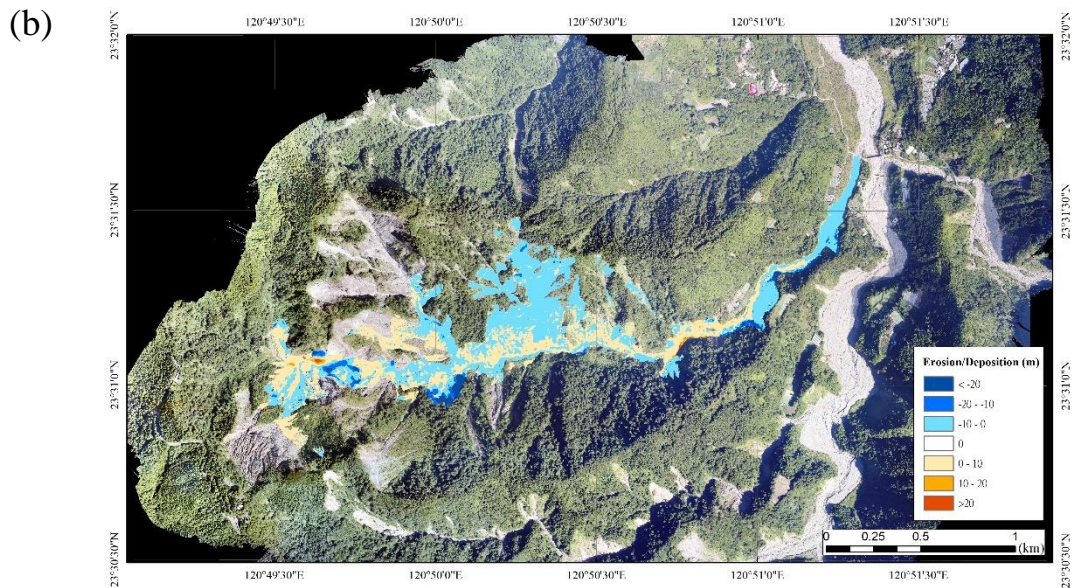 (b)
120°49'30"E 120°50'0"E 120°50'30"E 120°51'0"E 120°51'30"E
23°32'0"N 23°32'0"N
23°31'30"N 23°31'30"N
23°31'0"N 23°31'0"N
23°30'30"N 23°30'30"N
Erosion/Deposition (m)
< -20
-20 - -10
-10 - 0
0
0 - 10
10 - 20
>20
0 0.25 0.5 1
(km)
120°49'30"E 120°50'0"E 120°50'30"E 120°51'0"E 120°51'30"E